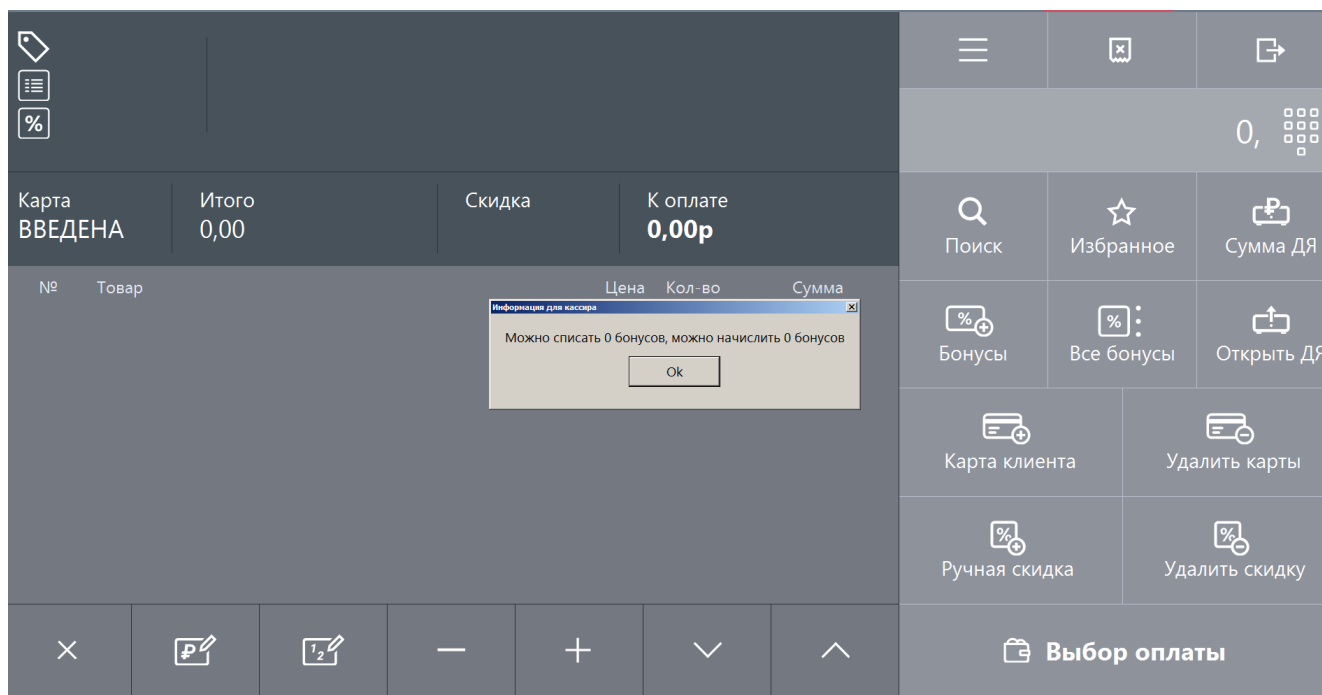 %
Карта
ВВЕДЕНА
Итого
0,00
Скидка
К оплате
0,00р
№ Товар Цена Кол-во Сумма
Информация для кассира
Можно списать 0 бонусов, можно начислить 0 бонусов
Ok
0,
Поиск
Избранное
₽
Сумма ДЯ
%
Бонусы
%
Все бонусы
Открыть ДЯ
Карта клиента
Удалить карты
%
Ручная скидка
%
Удалить скидку
₽
1 2
Выбор оплаты